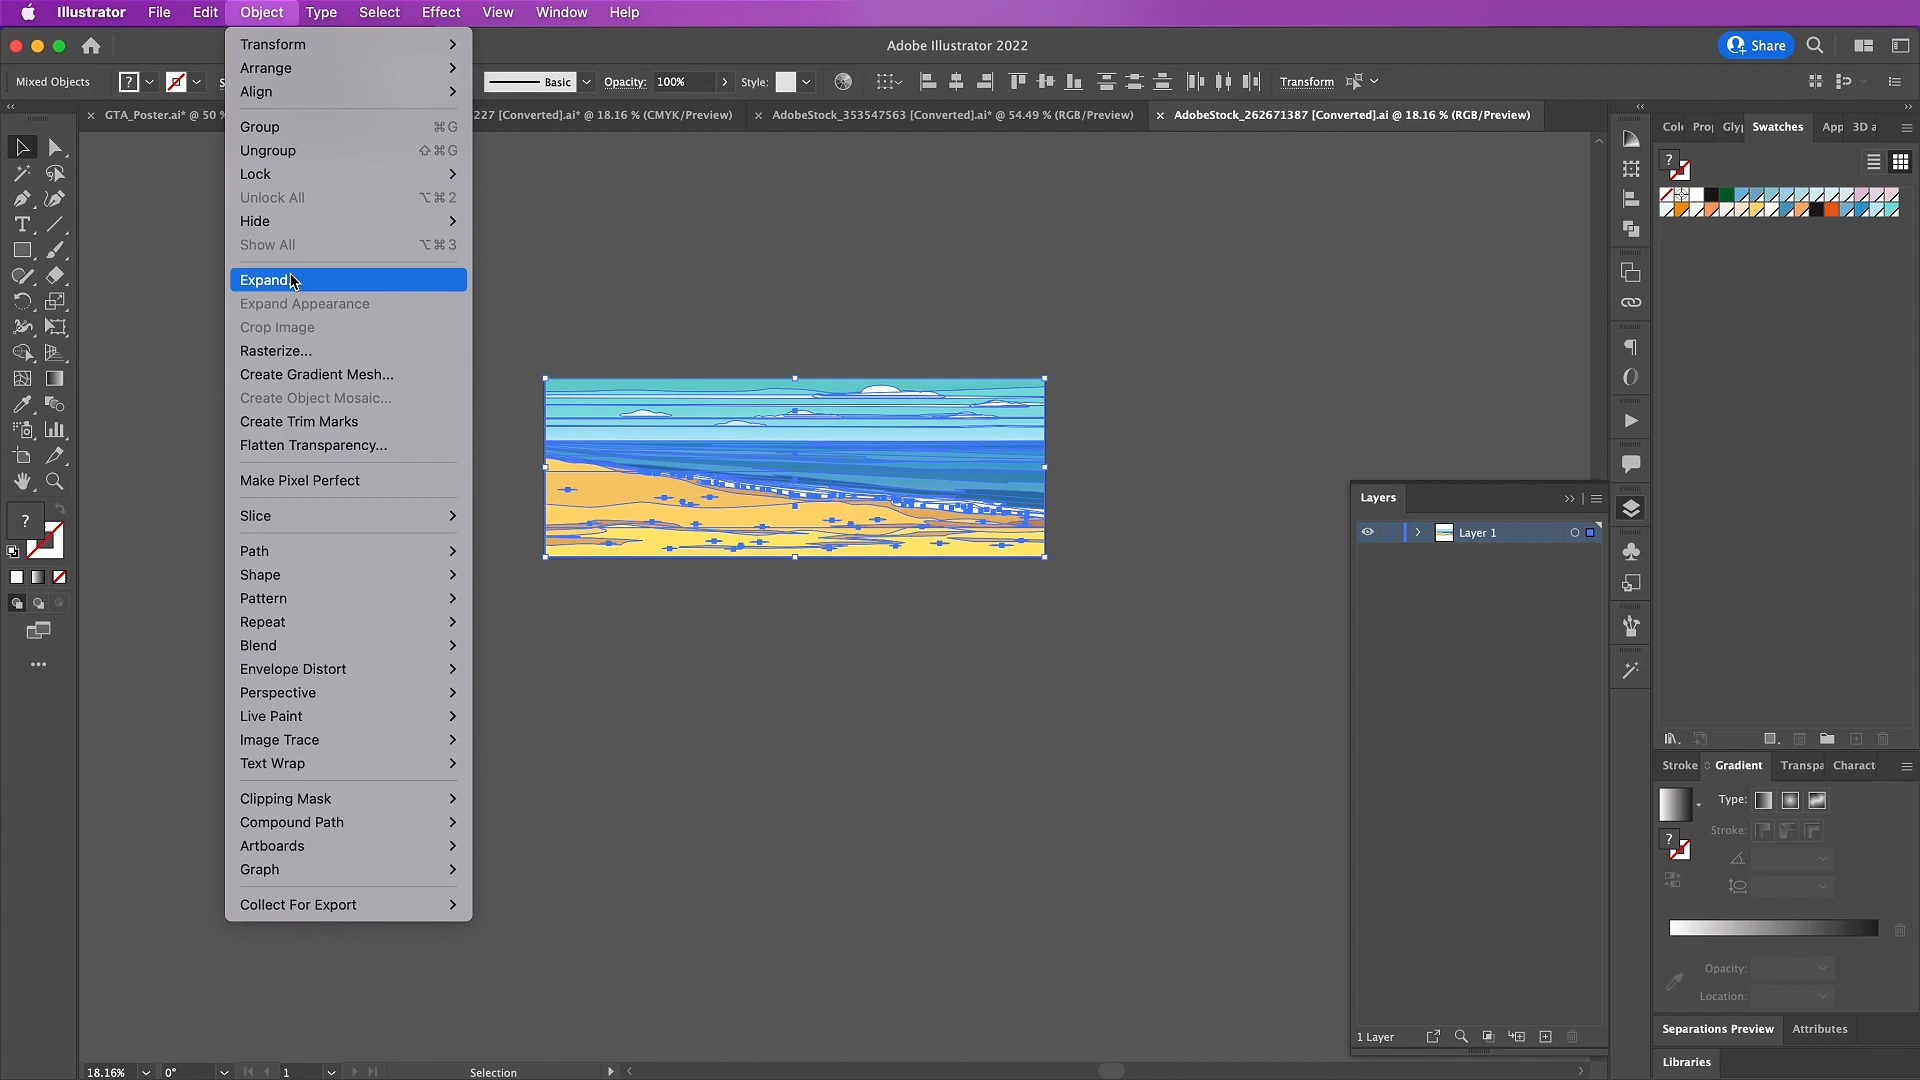 Illustrator File Edit Object Type Select Effect View Window Help
Adobe Illustrator 2022
Share
Mixed Objects
Basic
Opacity: 100%
Style:
Transform
GTA_Poster.ai* @ 50 %
227 [Converted].ai* @ 18.16 % (CMYK/Preview)
AdobeStock_353547563 [Converted].ai* @ 54.49 % (RGB/Preview)
AdobeStock_262671387 [Converted].ai @ 18.16 % (RGB/Preview)
Transform
Arrange
Align
Group ⌘G
Ungroup ⇧⌘G
Lock
Unlock All ⌥⌘2
Hide
Show All ⌥⌘3
Expand
Expand Appearance
Crop Image
Rasterize...
Create Gradient Mesh...
Create Object Mosaic...
Create Trim Marks
Flatten Transparency...
Make Pixel Perfect
Slice
Path
Shape
Pattern
Repeat
Blend
Envelope Distort
Perspective
Live Paint
Image Trace
Text Wrap
Clipping Mask
Compound Path
Artboards
Graph
Collect For Export
Layers
Layer 1
1 Layer
Col Pro Gly Swatches App 3D a
Stroke Gradient Transpa Charact
Type:
Stroke:
Opacity:
Location:
Separations Preview Attributes
Libraries
18.16% 0° 1 Selection